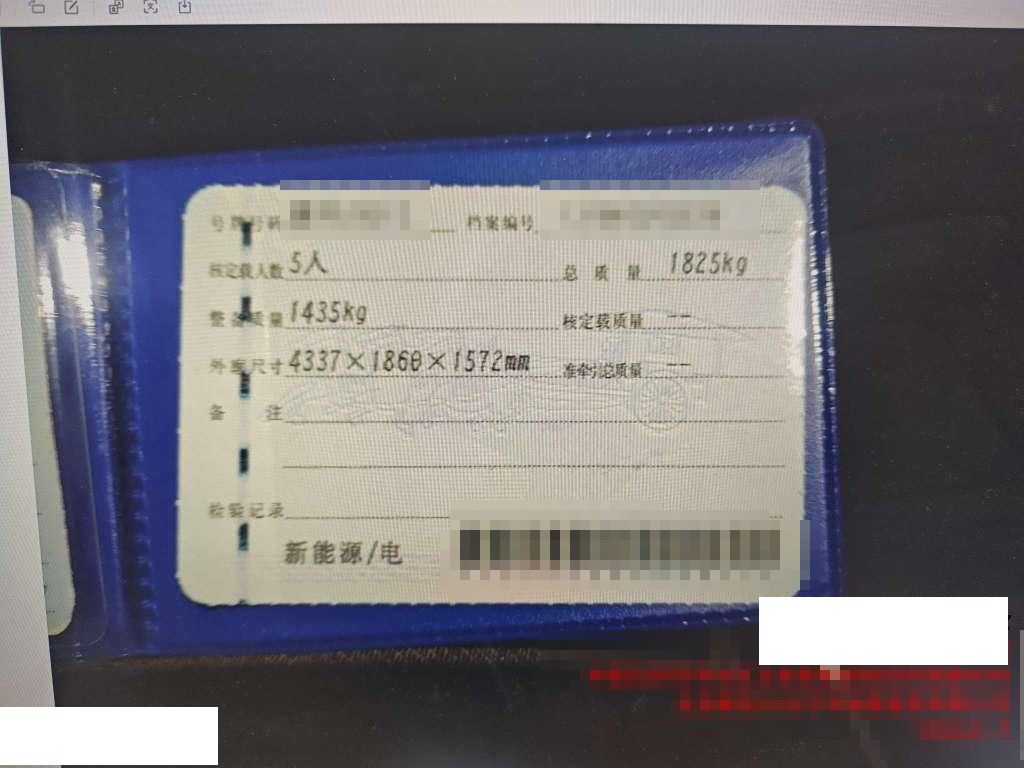 号牌号码 档案编号
核定载人数 5人 总 质 量 1825kg
整备质量 1435kg 核定载质量 --
外廓尺寸 4337×1860×1572mm 准牵引总质量 --
备 注
检验记录
新能源/电